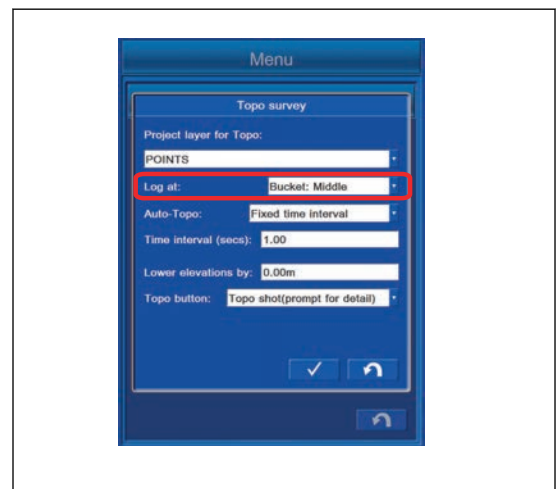 Menu
Topo survey
Project layer for Topo:
POINTS
Log at: Bucket: Middle
Auto-Topo: Fixed time interval
Time interval (secs): 1.00
Lower elevations by: 0.00m
Topo button: Topo shot(prompt for detail)